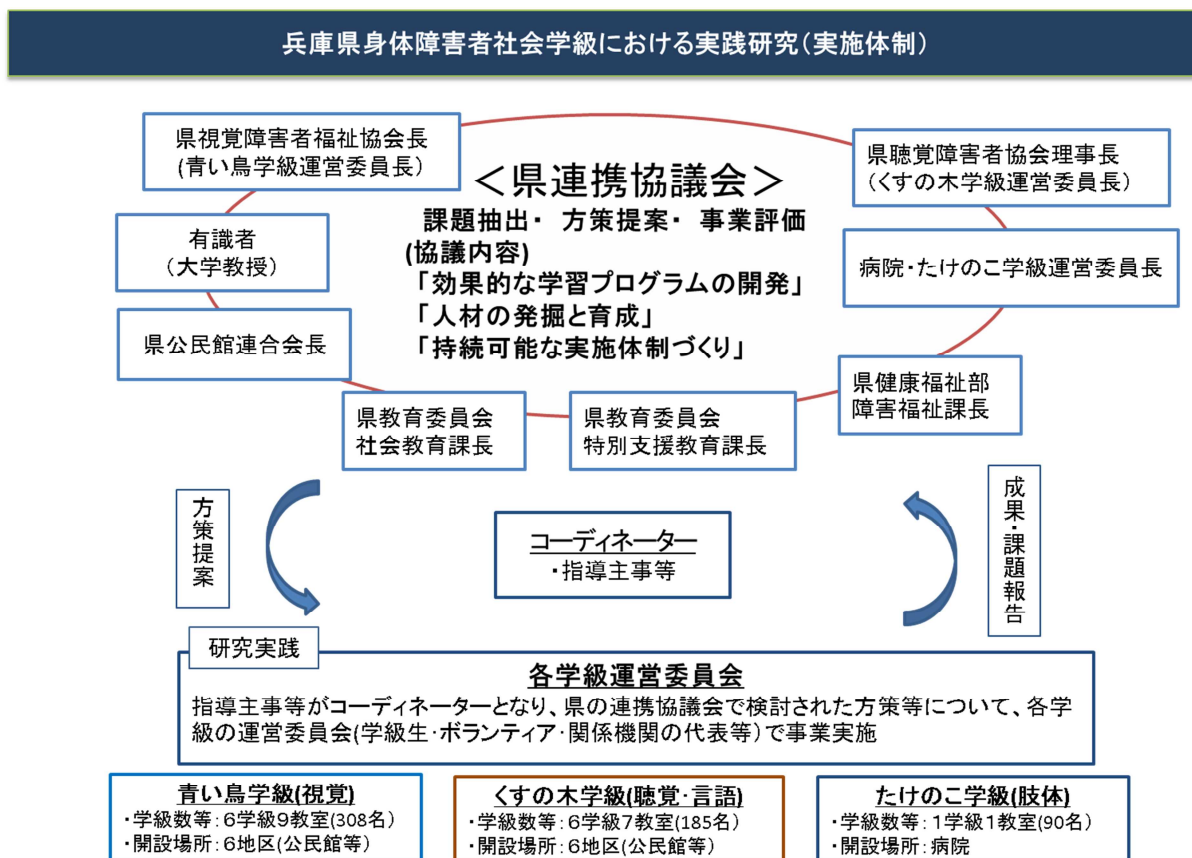 兵庫県身体障害者社会学級における実践研究(実施体制)
県視覚障害者福祉協会長
(青い鳥学級運営委員長)
県聴覚障害者協会理事長
(くすの木学級運営委員長)
<県連携協議会>
課題抽出・ 方策提案・ 事業評価
(協議内容)
「効果的な学習プログラムの開発」
「人材の発掘と育成」
「持続可能な実施体制づくり」
有識者
(大学教授)
病院・たけのこ学級運営委員長
県公民館連合会長
県健康福祉部
障害福祉課長
県教育委員会
社会教育課長
県教育委員会
特別支援教育課長
方策提案
コーディネーター
・指導主事等
成果・課題報告
研究実践
各学級運営委員会
指導主事等がコーディネーターとなり、県の連携協議会で検討された方策等について、各学
級の運営委員会(学級生・ボランティア・関係機関の代表等)で事業実施
青い鳥学級(視覚)
・学級数等:6学級9教室(308名)
・開設場所:6地区(公民館等)
くすの木学級(聴覚・言語)
・学級数等:6学級7教室(185名)
・開設場所:6地区(公民館等)
たけのこ学級(肢体)
・学級数等:1学級1教室(90名)
・開設場所:病院